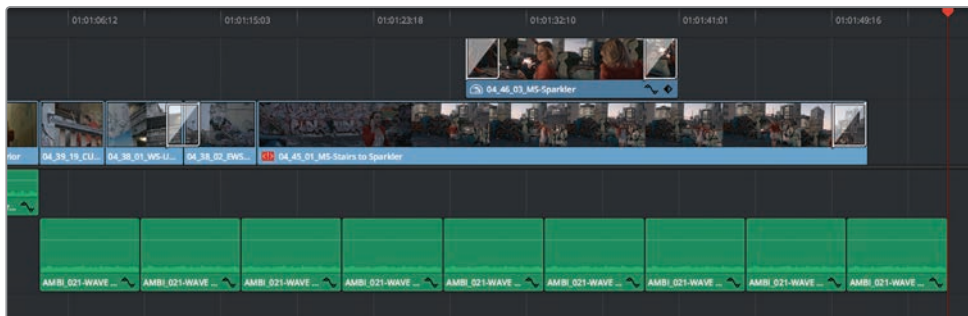 01:01:06:12 01:01:15:03 01:01:23:18 01:01:32:10 01:01:41:01 01:01:49:16
04_46_03_MS-Sparkler
04_39_19_CU... 04_38_01_WS-U... 04_38_02_EWS... 04_45_01_MS-Stairs to Sparkler
AMBI_021-WAVE ... AMBI_021-WAVE ... AMBI_021-WAVE ... AMBI_021-WAVE ... AMBI_021-WAVE ... AMBI_021-WAVE ... AMBI_021-WAVE ... AMBI_021-WAVE ... AMBI_021-WAVE ...